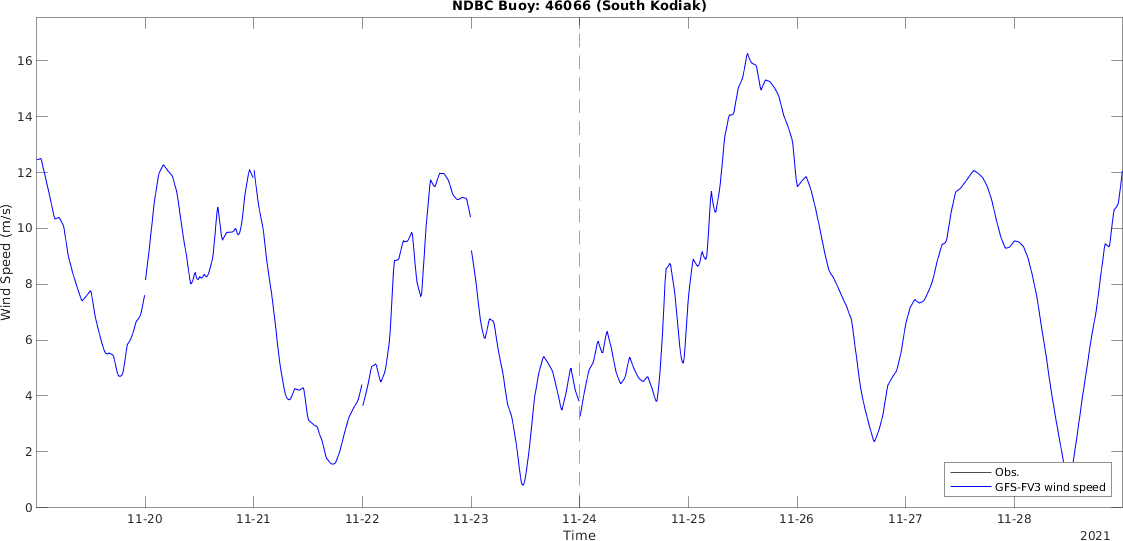 NDBC Buoy: 46066 (South Kodiak)
Wind Speed (m/s)
16
14
12
10
8
6
4
2
0
Obs.
GFS-FV3 wind speed
11-20 11-21 11-22 11-23 11-24 11-25 11-26 11-27 11-28
Time
2021